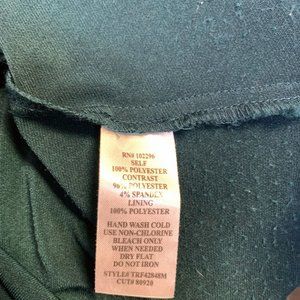 RN# 102296
SELF
100% POLYESTER
CONTRAST
96% POLYESTER
4% SPANDEX
LINING
100% POLYESTER
HAND WASH COLD
USE NON-CHLORINE
BLEACH ONLY
WHEN NEEDED
DRY FLAT
DO NOT IRON
STYLE# TRF42848M
CUT# 80920